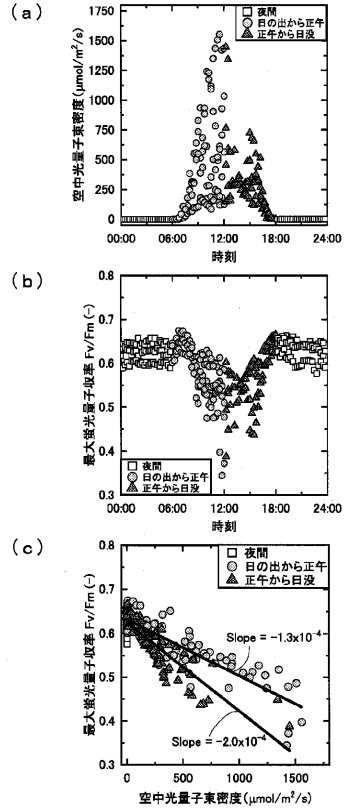 (a)
1750
1500
1250
1000
750
500
250
0
空中光量子束密度(μmol/m²/s)
夜間
日の出から正午
正午から日没
00:00 06:00 12:00 18:00 24:00
時刻
(b)
0.8
0.7
0.6
0.5
0.4
0.3
最大蛍光量子収率 Fv/Fm(-)
夜間
日の出から正午
正午から日没
00:00 06:00 12:00 18:00 24:00
時刻
(c)
0.8
0.7
0.6
0.5
0.4
0.3
最大蛍光量子収率 Fv/Fm(-)
夜間
日の出から正午
正午から日没
Slope = −1.3x10⁻⁴
Slope = −2.0x10⁻⁴
0 500 1000 1500
空中光量子束密度(μmol/m²/s)